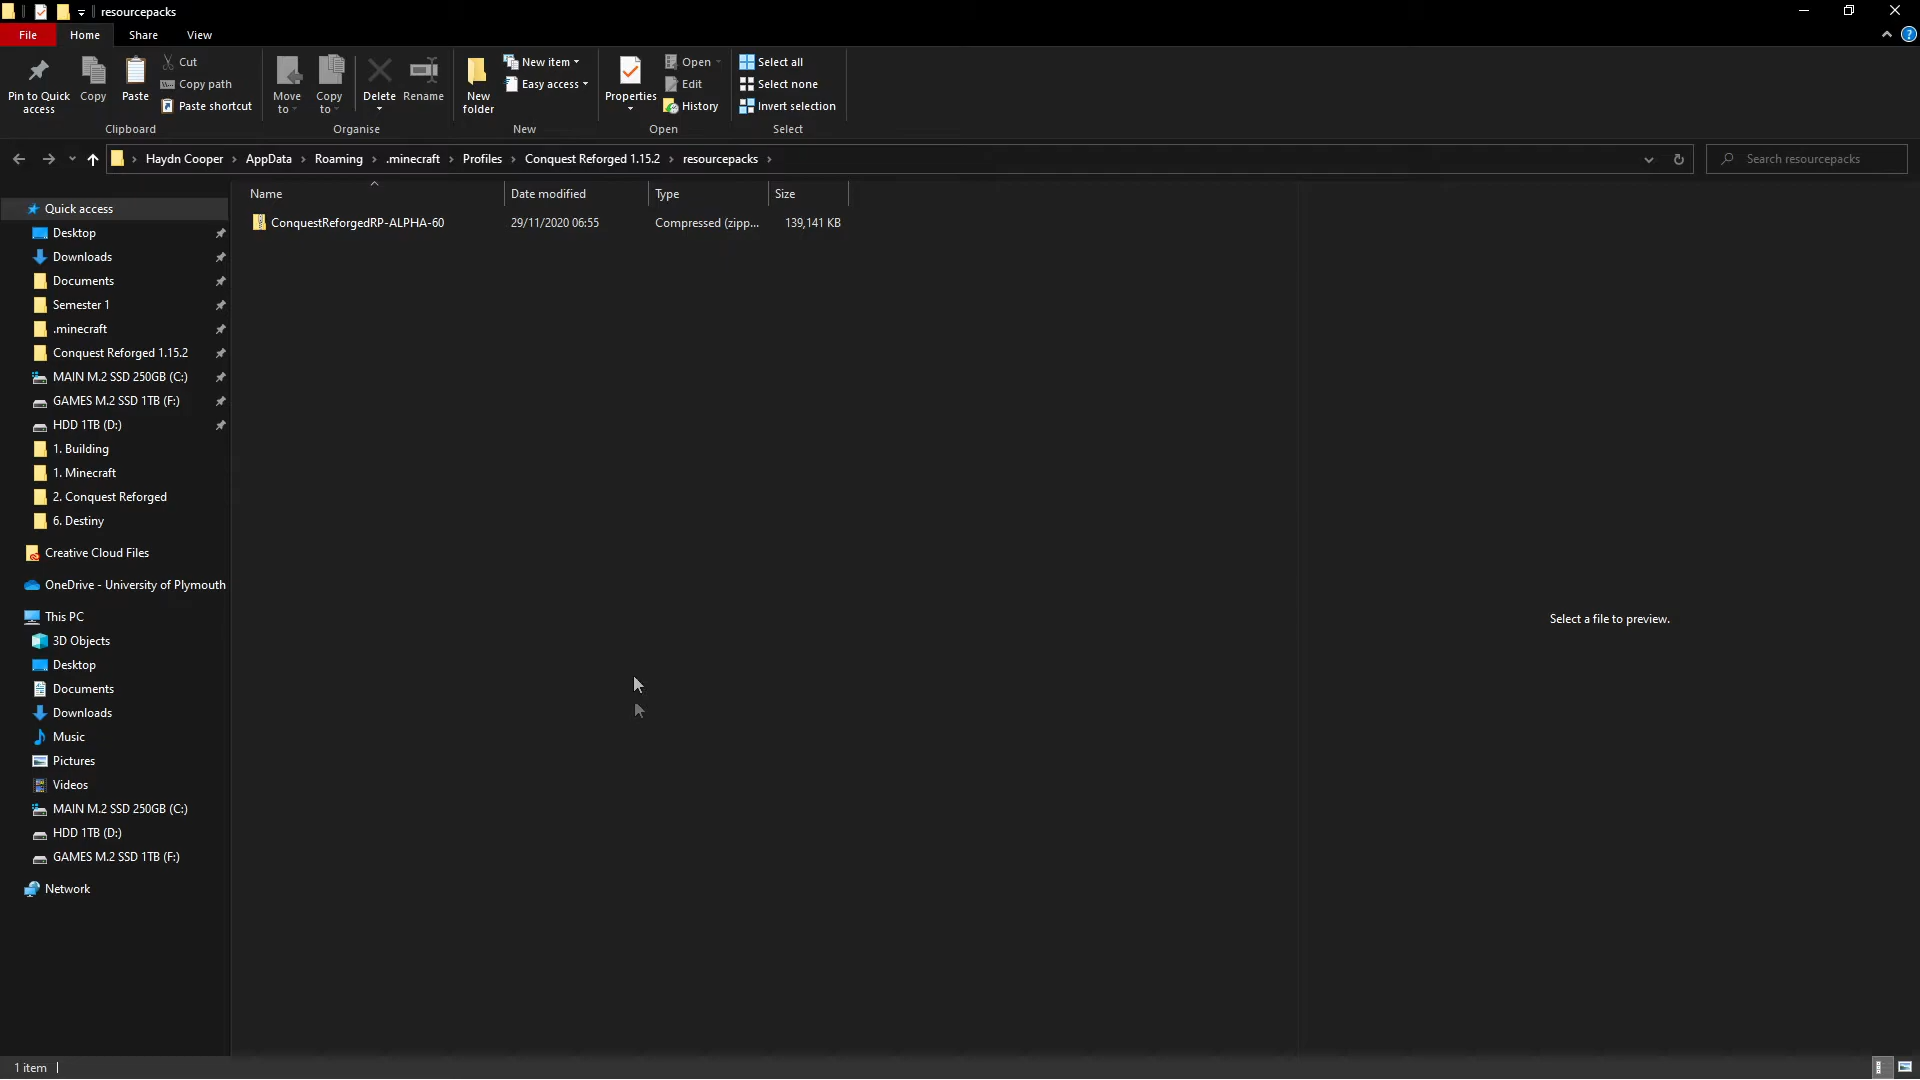 resourcepacks
File Home Share View
Pin to Quick access
Copy
Paste
Cut
Copy path
Paste shortcut
Clipboard
Move to
Copy to
Delete
Rename
Organise
New folder
New item
Easy access
New
Properties
Open
Edit
History
Open
Select all
Select none
Invert selection
Select
Haydn Cooper › AppData › Roaming › .minecraft › Profiles › Conquest Reforged 1.15.2 › resourcepacks ›
Search resourcepacks
Name Date modified Type Size
ConquestReforgedRP-ALPHA-60 29/11/2020 06:55 Compressed (zipp... 139,141 KB
Quick access
Desktop
Downloads
Documents
Semester 1
.minecraft
Conquest Reforged 1.15.2
MAIN M.2 SSD 250GB (C:)
GAMES M.2 SSD 1TB (F:)
HDD 1TB (D:)
1. Building
1. Minecraft
2. Conquest Reforged
6. Destiny
Creative Cloud Files
OneDrive - University of Plymouth
This PC
3D Objects
Desktop
Documents
Downloads
Music
Pictures
Videos
MAIN M.2 SSD 250GB (C:)
HDD 1TB (D:)
GAMES M.2 SSD 1TB (F:)
Network
Select a file to preview.
1 item